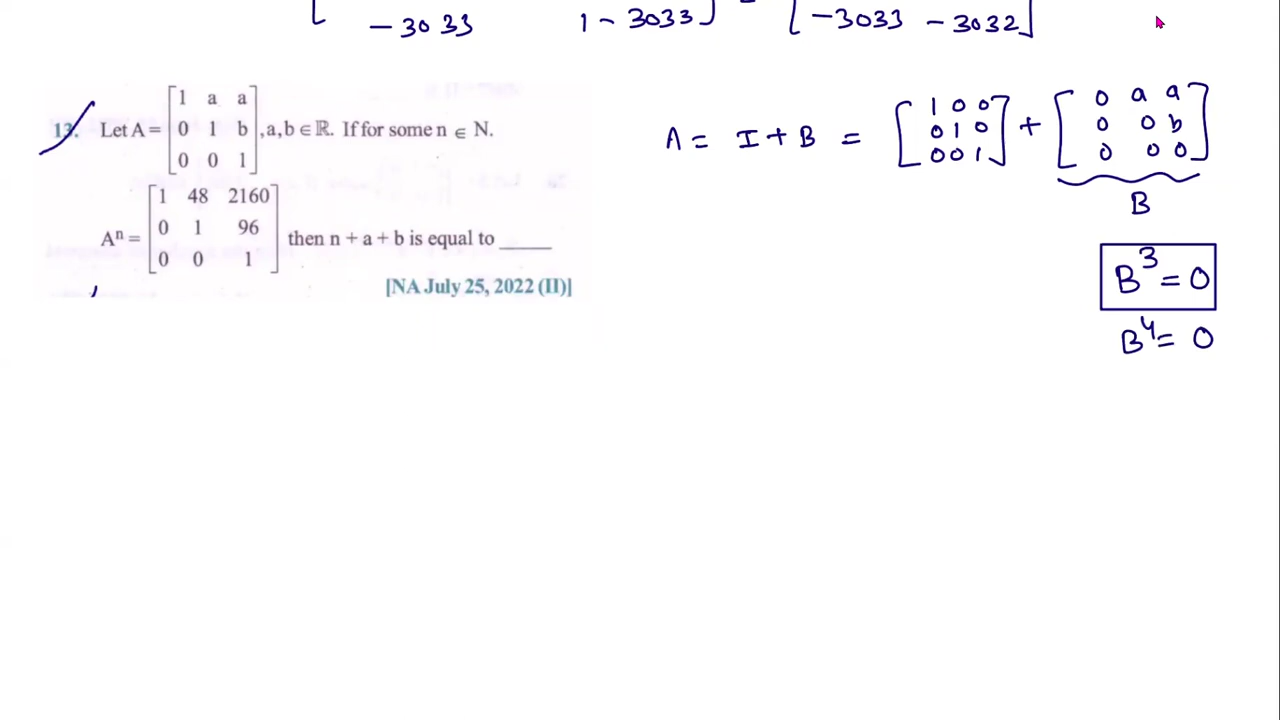 - 3033 1 - 3033 = -3033 - 3032
13. Let A = [1 a a
0 1 b
0 0 1], a, b ∈ ℝ. If for some n ∈ N.
Aⁿ = [1 48 2160
0 1 96
0 0 1] then n + a + b is equal to _____
[NA July 25, 2022 (II)]
A = I + B = [1 0 0
0 1 0
0 0 1] + [0 a a
0 0 b
0 0 0]
B
B³ = 0
B⁴ = 0